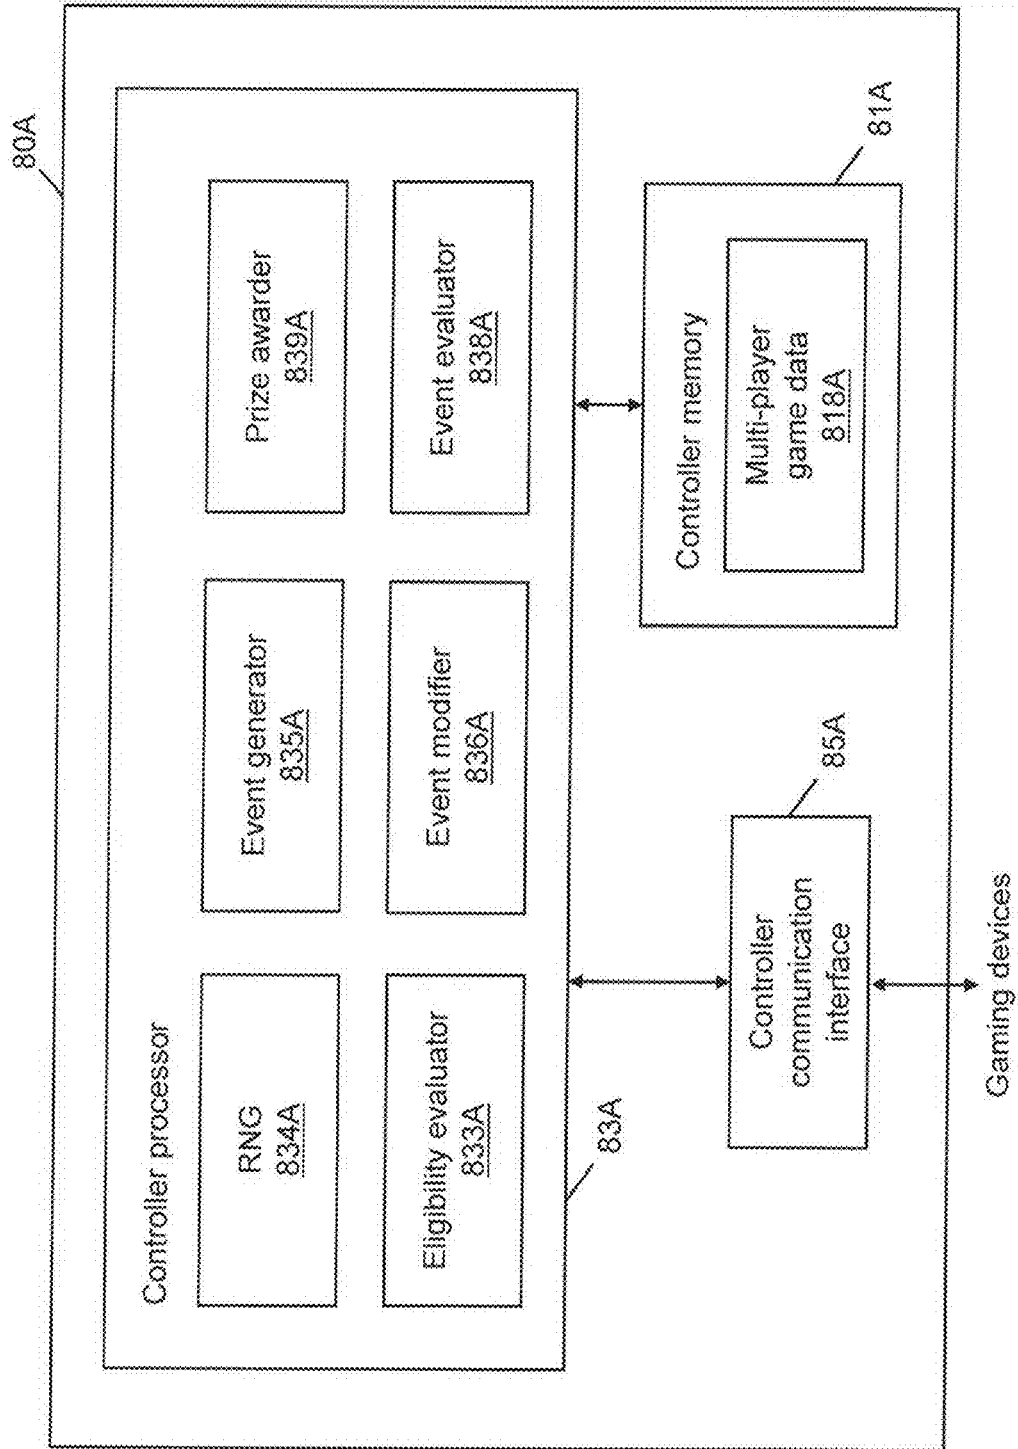 80A
Controller processor
RNG
834A
Event generator
835A
Prize awarder
839A
Eligibility evaluator
833A
Event modifier
836A
Event evaluator
838A
83A
85A
Controller
communication
interface
81A
Controller memory
Multi-player
game data
818A
Gaming devices